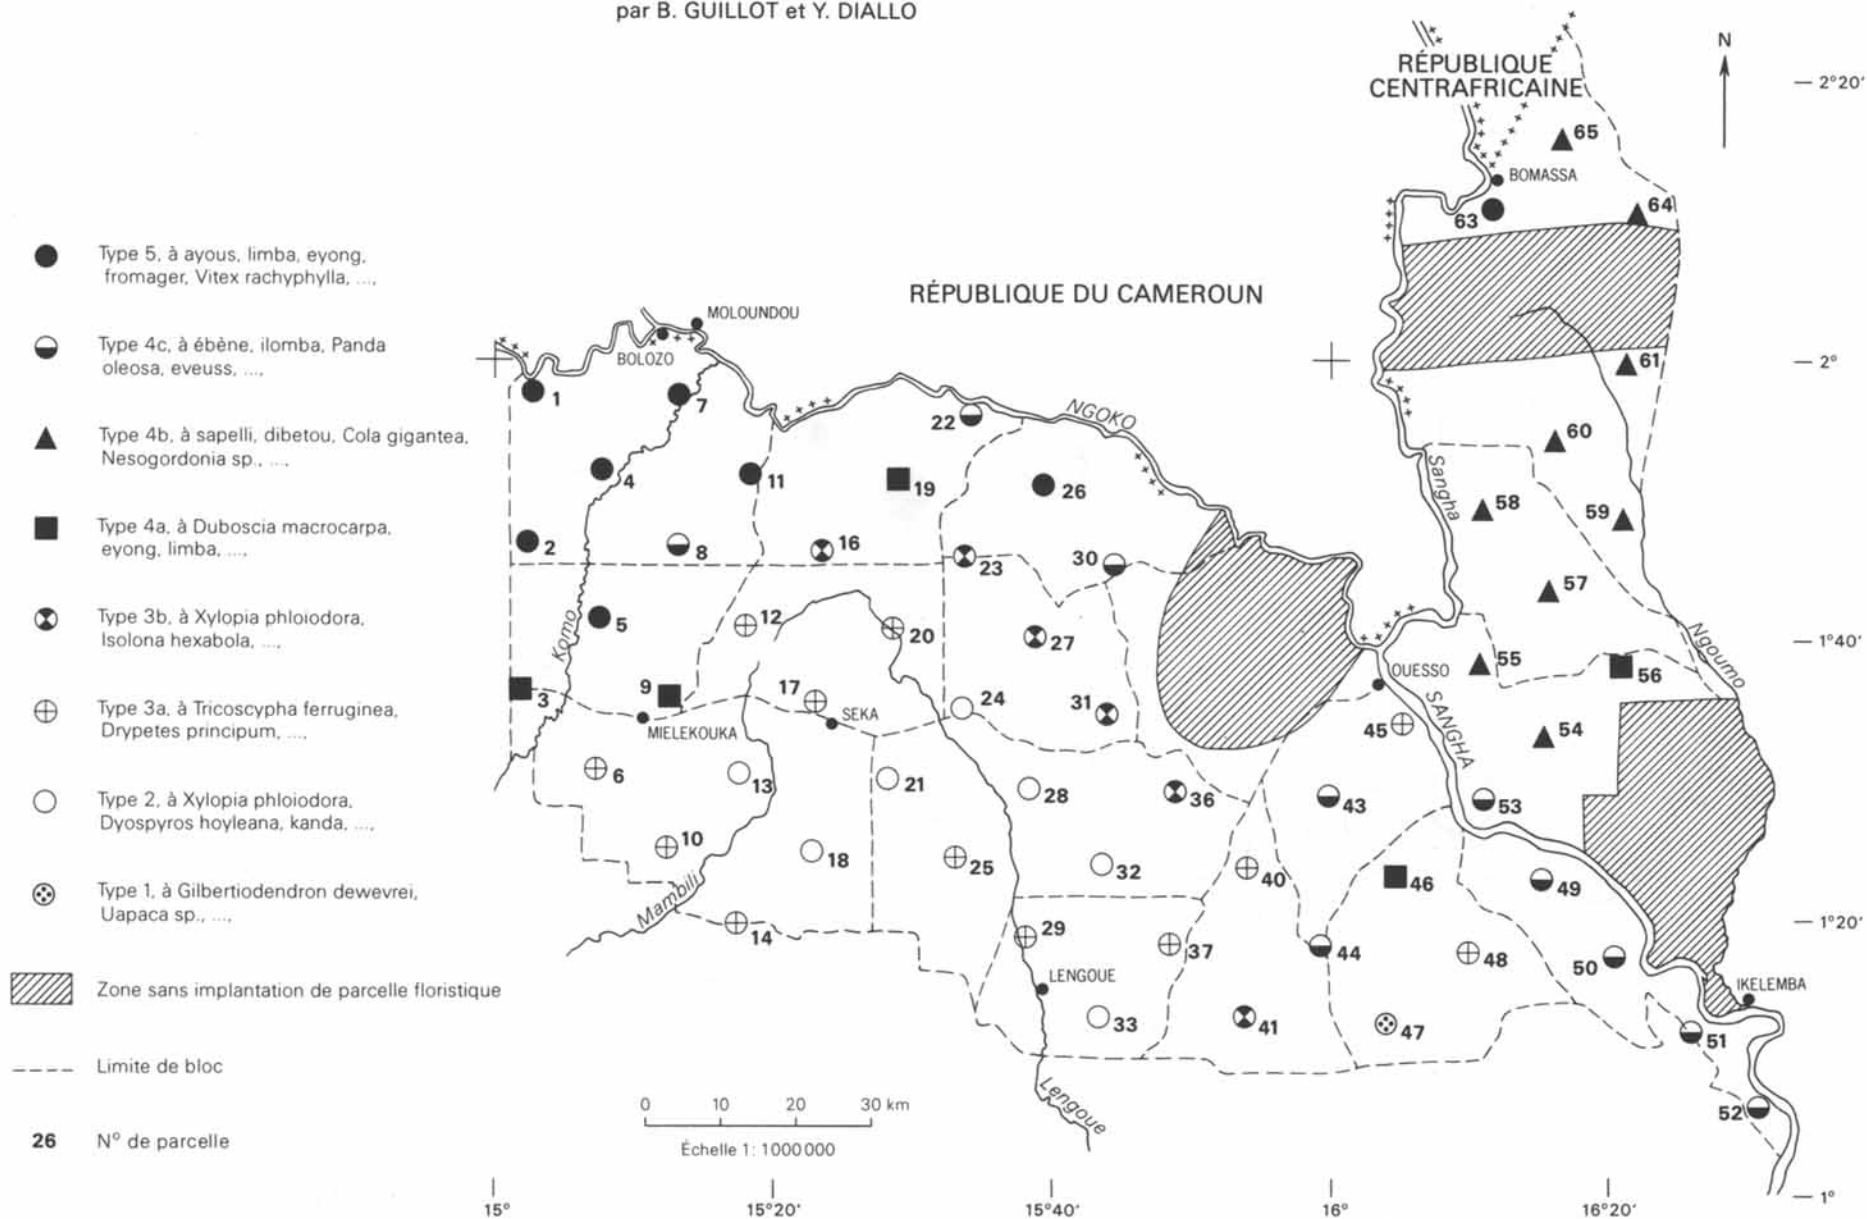 par B. GUILLOT et Y. DIALLO
N
RÉPUBLIQUE
CENTRAFRICAINE
2°20'
65
BOMASSA
64
63
Type 5, à ayous, limba, eyong,
fromager, Vitex rachyphylla, ...,
RÉPUBLIQUE DU CAMEROUN
MOLOUNDOU
BOLOZO
Type 4c, à ébène, ilomba, Panda
oleosa, eveuss, ...,
61
2°
1
7
22
NGOKO
60
Type 4b, à sapelli, dibetou, Cola gigantea,
Nesogordonia sp., ...,
Sangha
4
11
19
26
58
59
Type 4a, à Duboscia macrocarpa,
eyong, limba, ...,
2
8
16
23
30
57
Type 3b, à Xylopia phloiodora,
Isolona hexabola, ...,
Komo
5
12
20
27
Ngoumo
1°40'
OUESSO
55
56
3
9
17
SEKA
24
31
45
SANGHA
54
Type 3a, à Tricoscypha ferruginea,
Drypetes principum, ...,
MIELEKOUKA
6
13
21
28
36
43
53
Type 2, à Xylopia phloiodora,
Dyospyros hoyleana, kanda, ...,
10
18
25
32
40
46
49
Type 1, à Gilbertiodendron dewevrei,
Uapaca sp., ...,
Mambili
14
29
37
44
48
50
1°20'
Zone sans implantation de parcelle floristique
LENGOUE
IKELEMBA
33
41
47
51
Limite de bloc
Lengoue
52
0 10 20 30 km
Échelle 1: 1000000
26 N° de parcelle
15° 15°20' 15°40' 16° 16°20'
1°